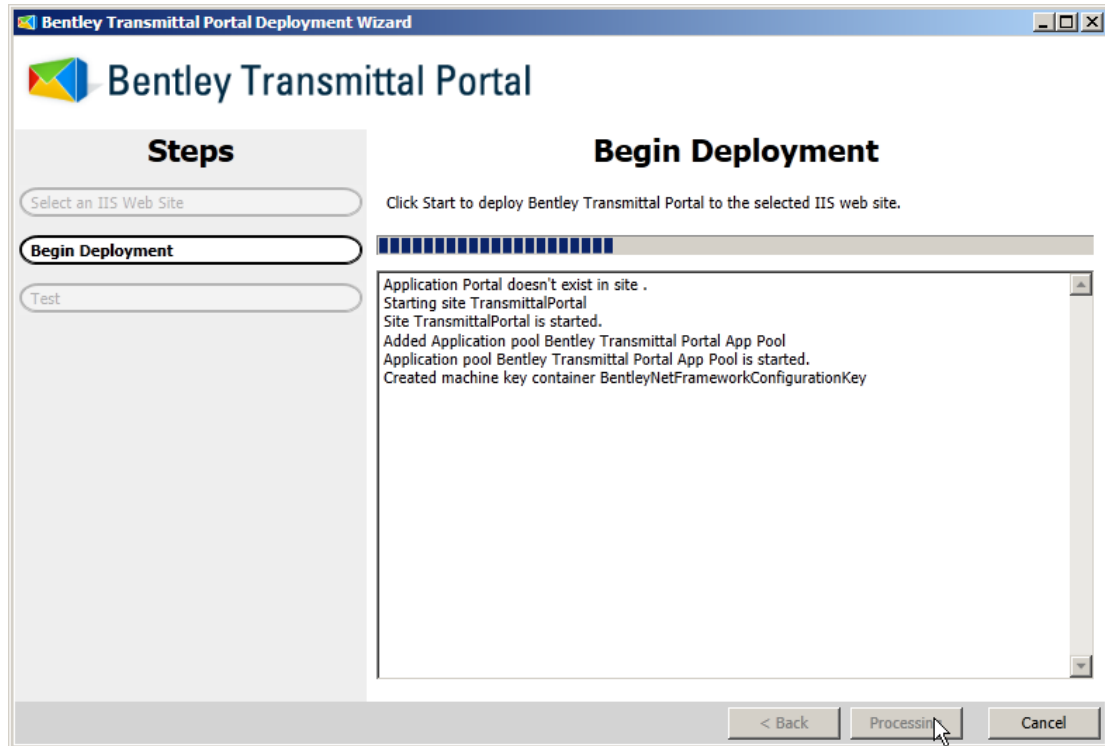 Bentley Transmittal Portal Deployment Wizard
Bentley Transmittal Portal
Steps
Select an IIS Web Site
Begin Deployment
Test
Begin Deployment
Click Start to deploy Bentley Transmittal Portal to the selected IIS web site.
Application Portal doesn't exist in site .
Starting site TransmittalPortal
Site TransmittalPortal is started.
Added Application pool Bentley Transmittal Portal App Pool
Application pool Bentley Transmittal Portal App Pool is started.
Created machine key container BentleyNetFrameworkConfigurationKey
< Back
Processing
Cancel